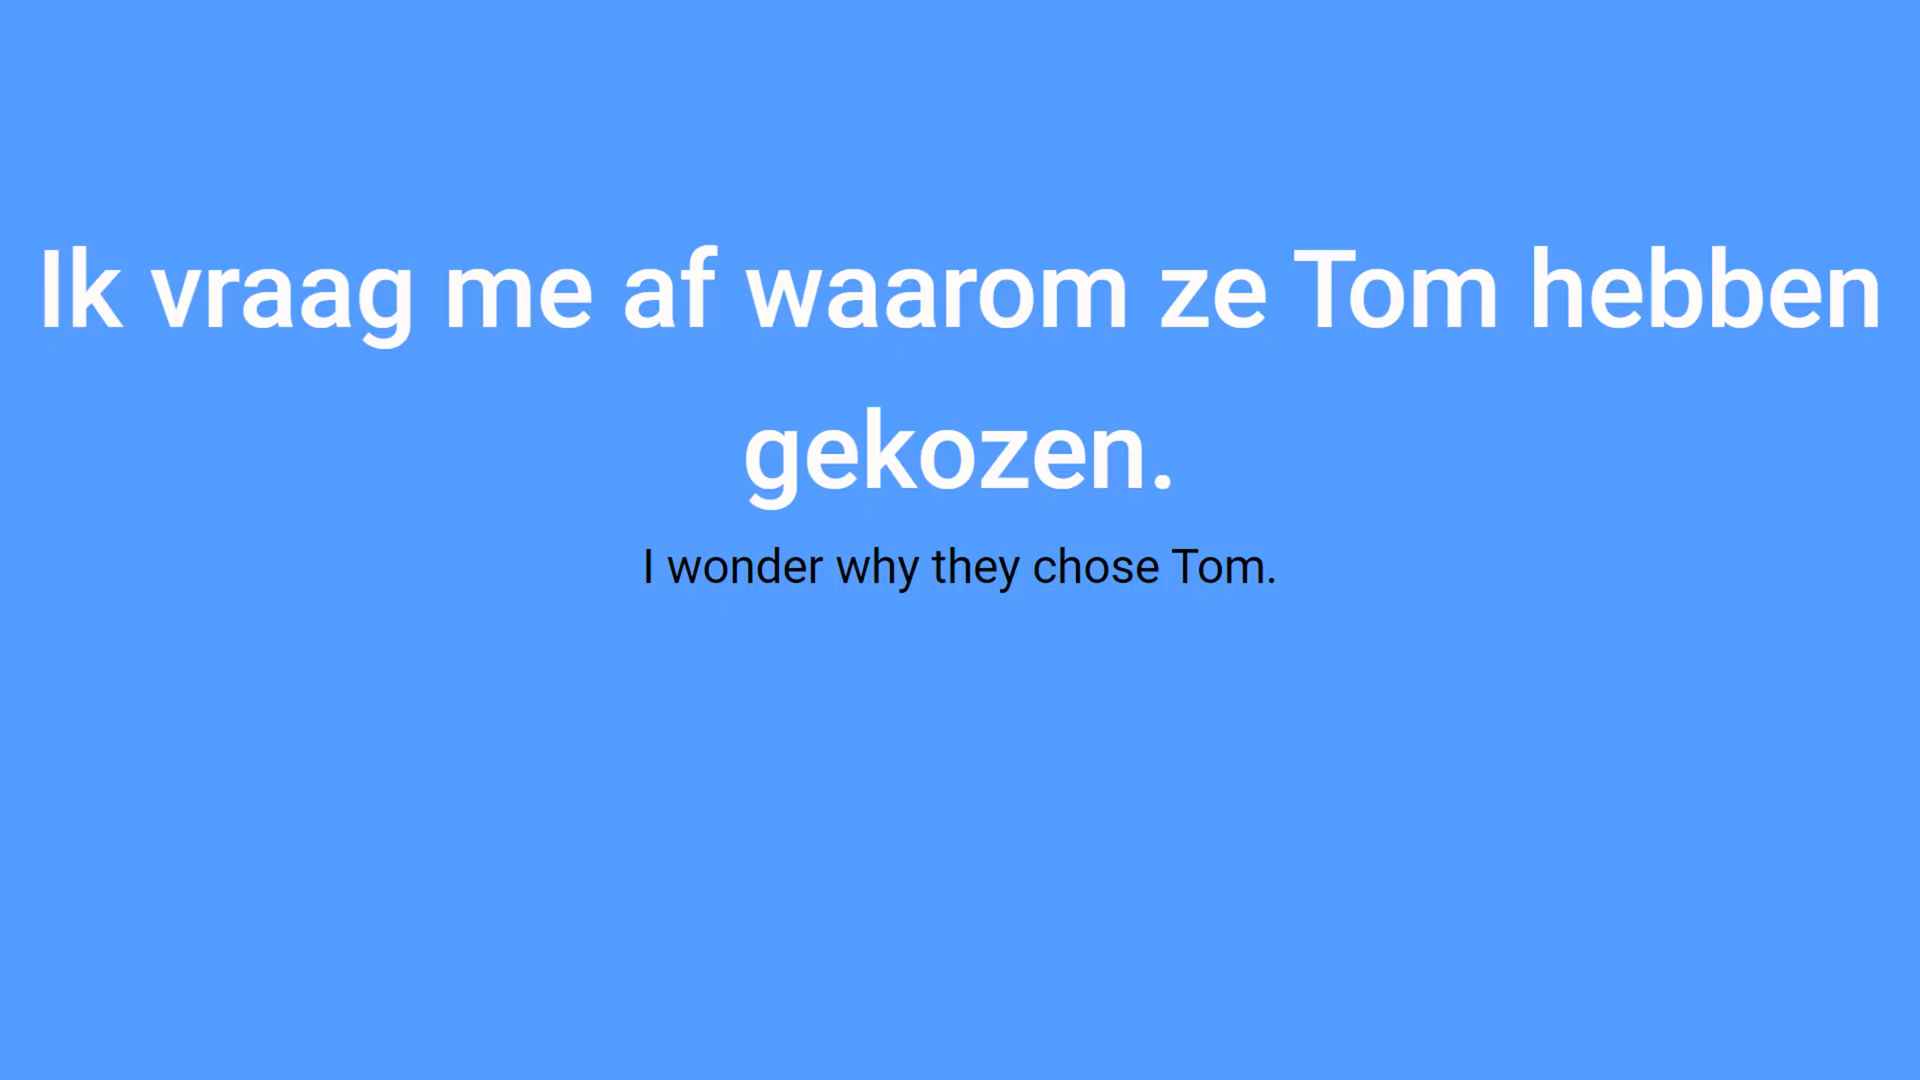 Ik vraag me af waarom ze Tom hebben
gekozen.
I wonder why they chose Tom.